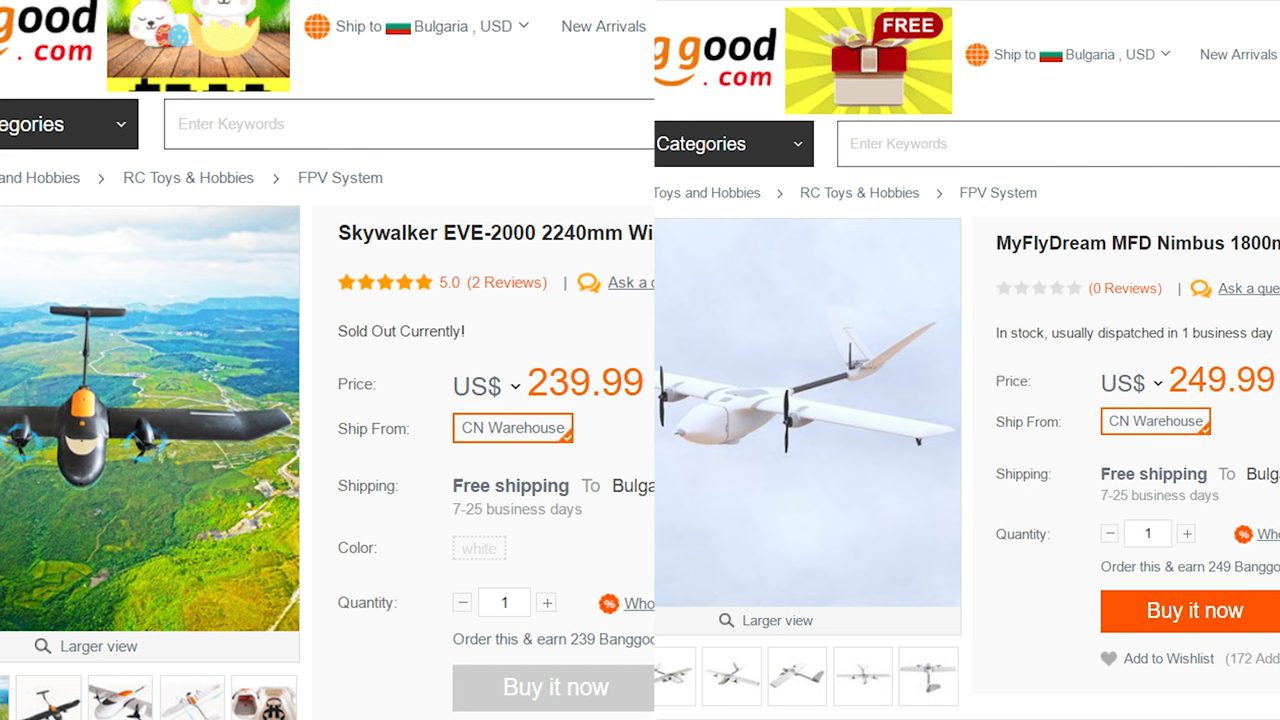 good
.com
Ship to Bulgaria , USD
New Arrivals
egories
Enter Keywords
and Hobbies > RC Toys & Hobbies > FPV System
Skywalker EVE-2000 2240mm Wi
5.0 (2 Reviews) | Ask a
Sold Out Currently!
Price: US$ 239.99
Ship From: CN Warehouse
Shipping: Free shipping To Bulga
7-25 business days
Color: white
Quantity: − 1 + % Who
Order this & earn 239 Banggoo
Larger view
Buy it now
g good
.com
FREE
Ship to Bulgaria , USD
New Arrivals
Categories
Enter Keywords
Toys and Hobbies > RC Toys & Hobbies > FPV System
MyFlyDream MFD Nimbus 1800m
(0 Reviews) | Ask a que
In stock, usually dispatched in 1 business day
Price: US$ 249.99
Ship From: CN Warehouse
Shipping: Free shipping To Bulg
7-25 business days
Quantity: − 1 + % Who
Order this & earn 249 Banggo
Buy it now
Larger view
Add to Wishlist (172 Add